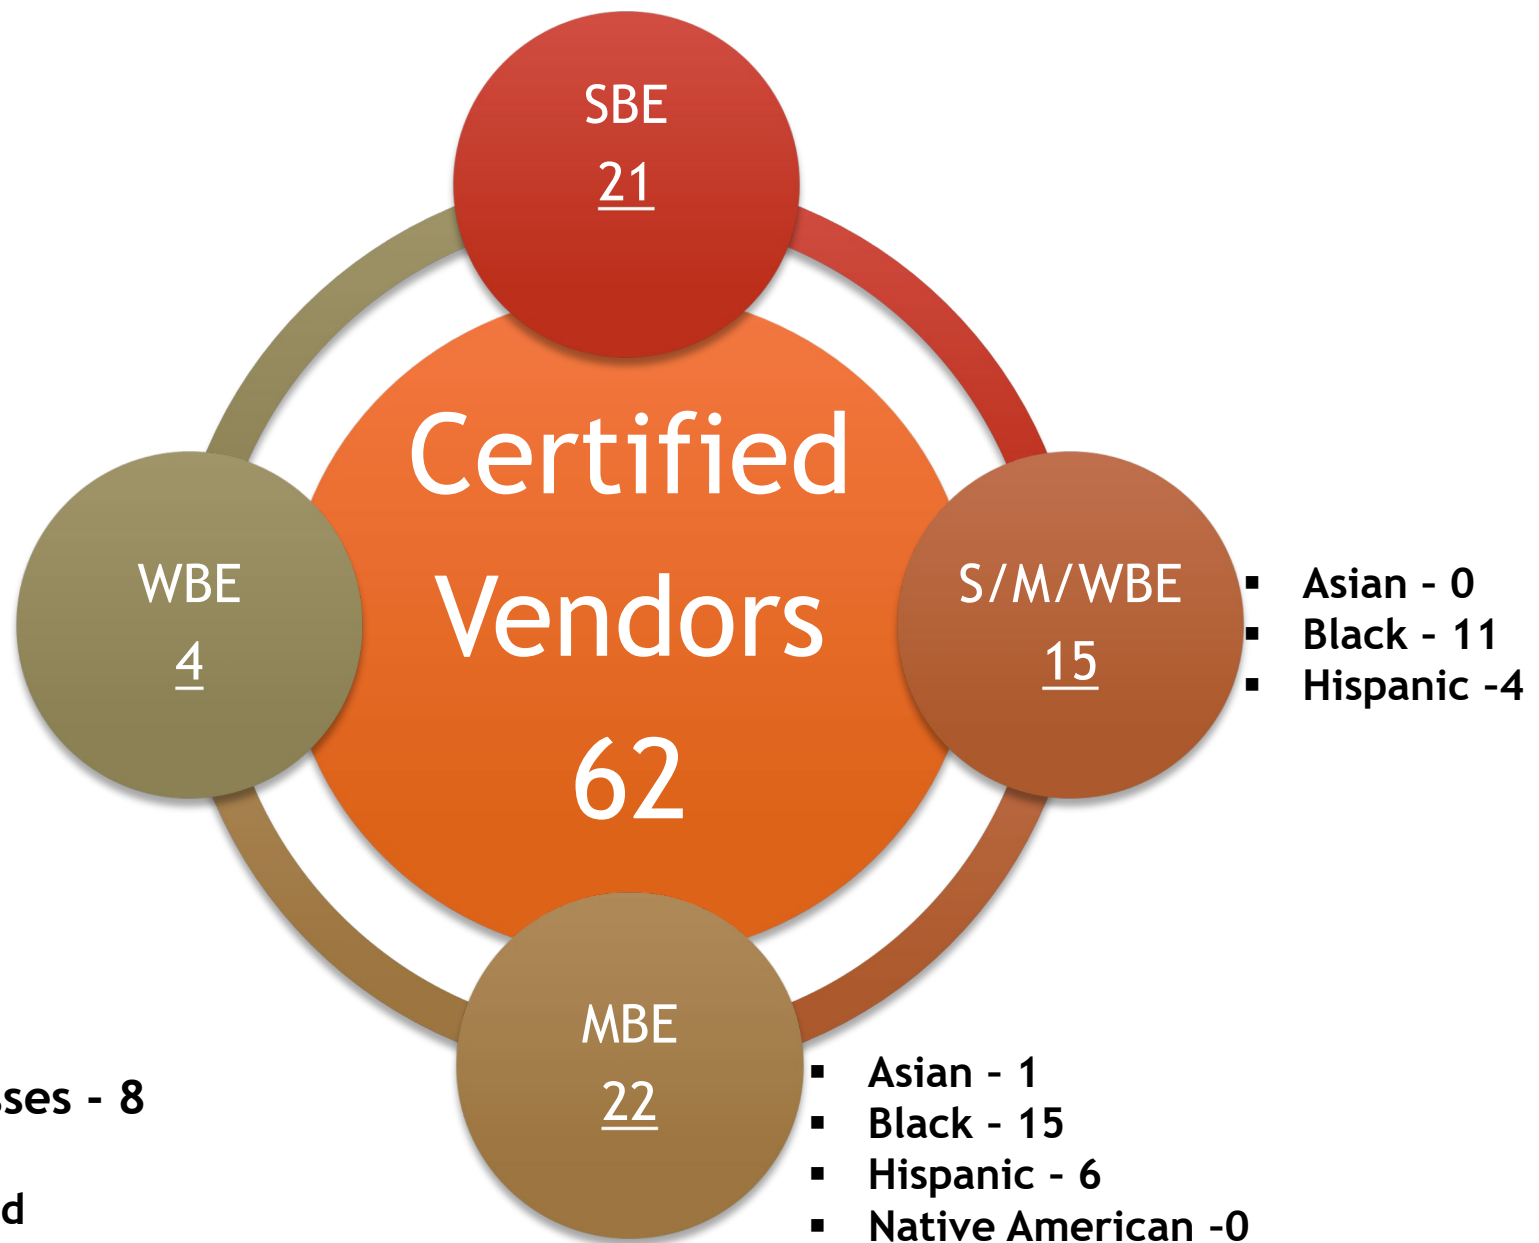 SBE
21
Certified
Vendors
62
WBE
4
S/M/WBE
15
▪ Asian – 0
▪ Black – 11
▪ Hispanic –4
MBE
22
▪ Asian – 1
▪ Black – 15
▪ Hispanic – 6
▪ Native American –0
sses - 8
d